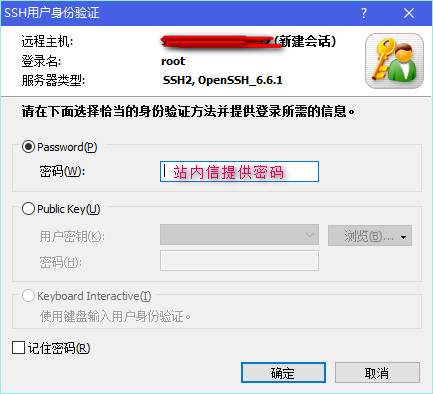 SSH用户身份验证
远程主机: (新建会话)
登录名: root
服务器类型: SSH2, OpenSSH_6.6.1
请在下面选择恰当的身份验证方法并提供登录所需的信息。
Password(P)
密码(W): 站内信提供密码
Public Key(U)
用户密钥(K): 浏览(B)...
密码(H):
Keyboard Interactive(I)
使用键盘输入用户身份验证。
记住密码(R)
确定 取消